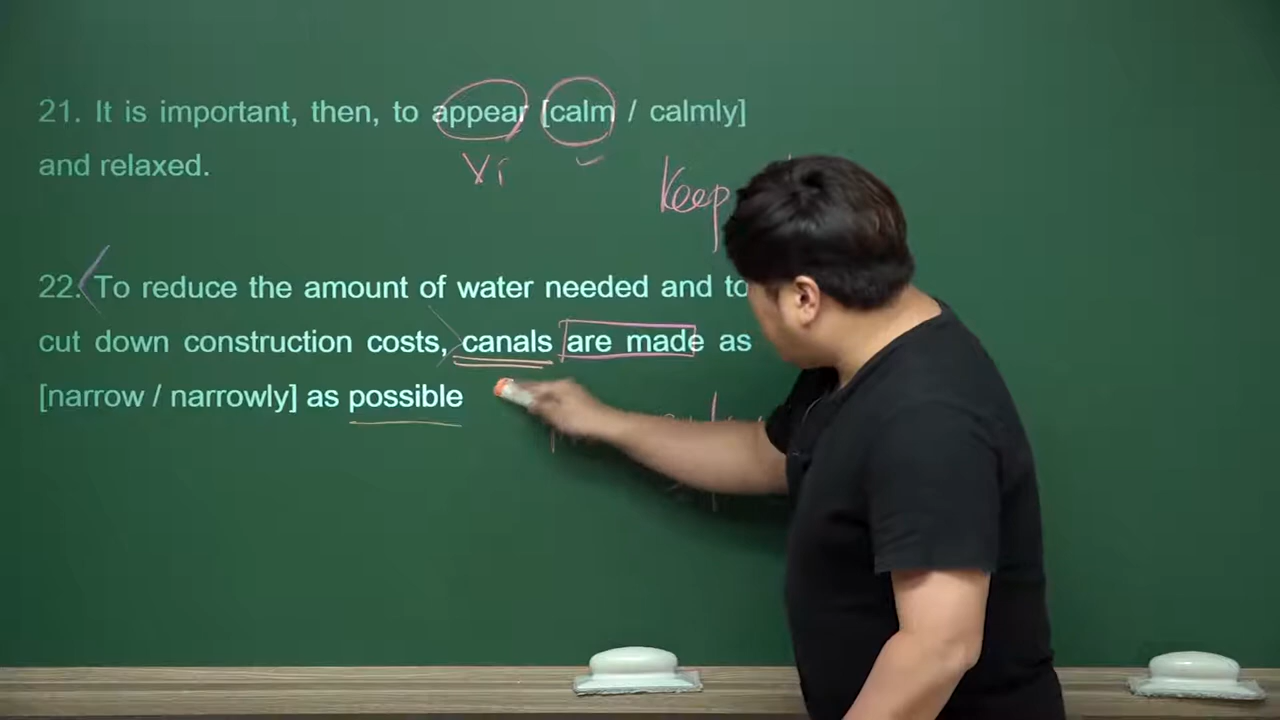 21. It is important, then, to appear [calm / calmly]
and relaxed.
Vi
Keep
22. To reduce the amount of water needed and to
cut down construction costs, canals are made as
[narrow / narrowly] as possible